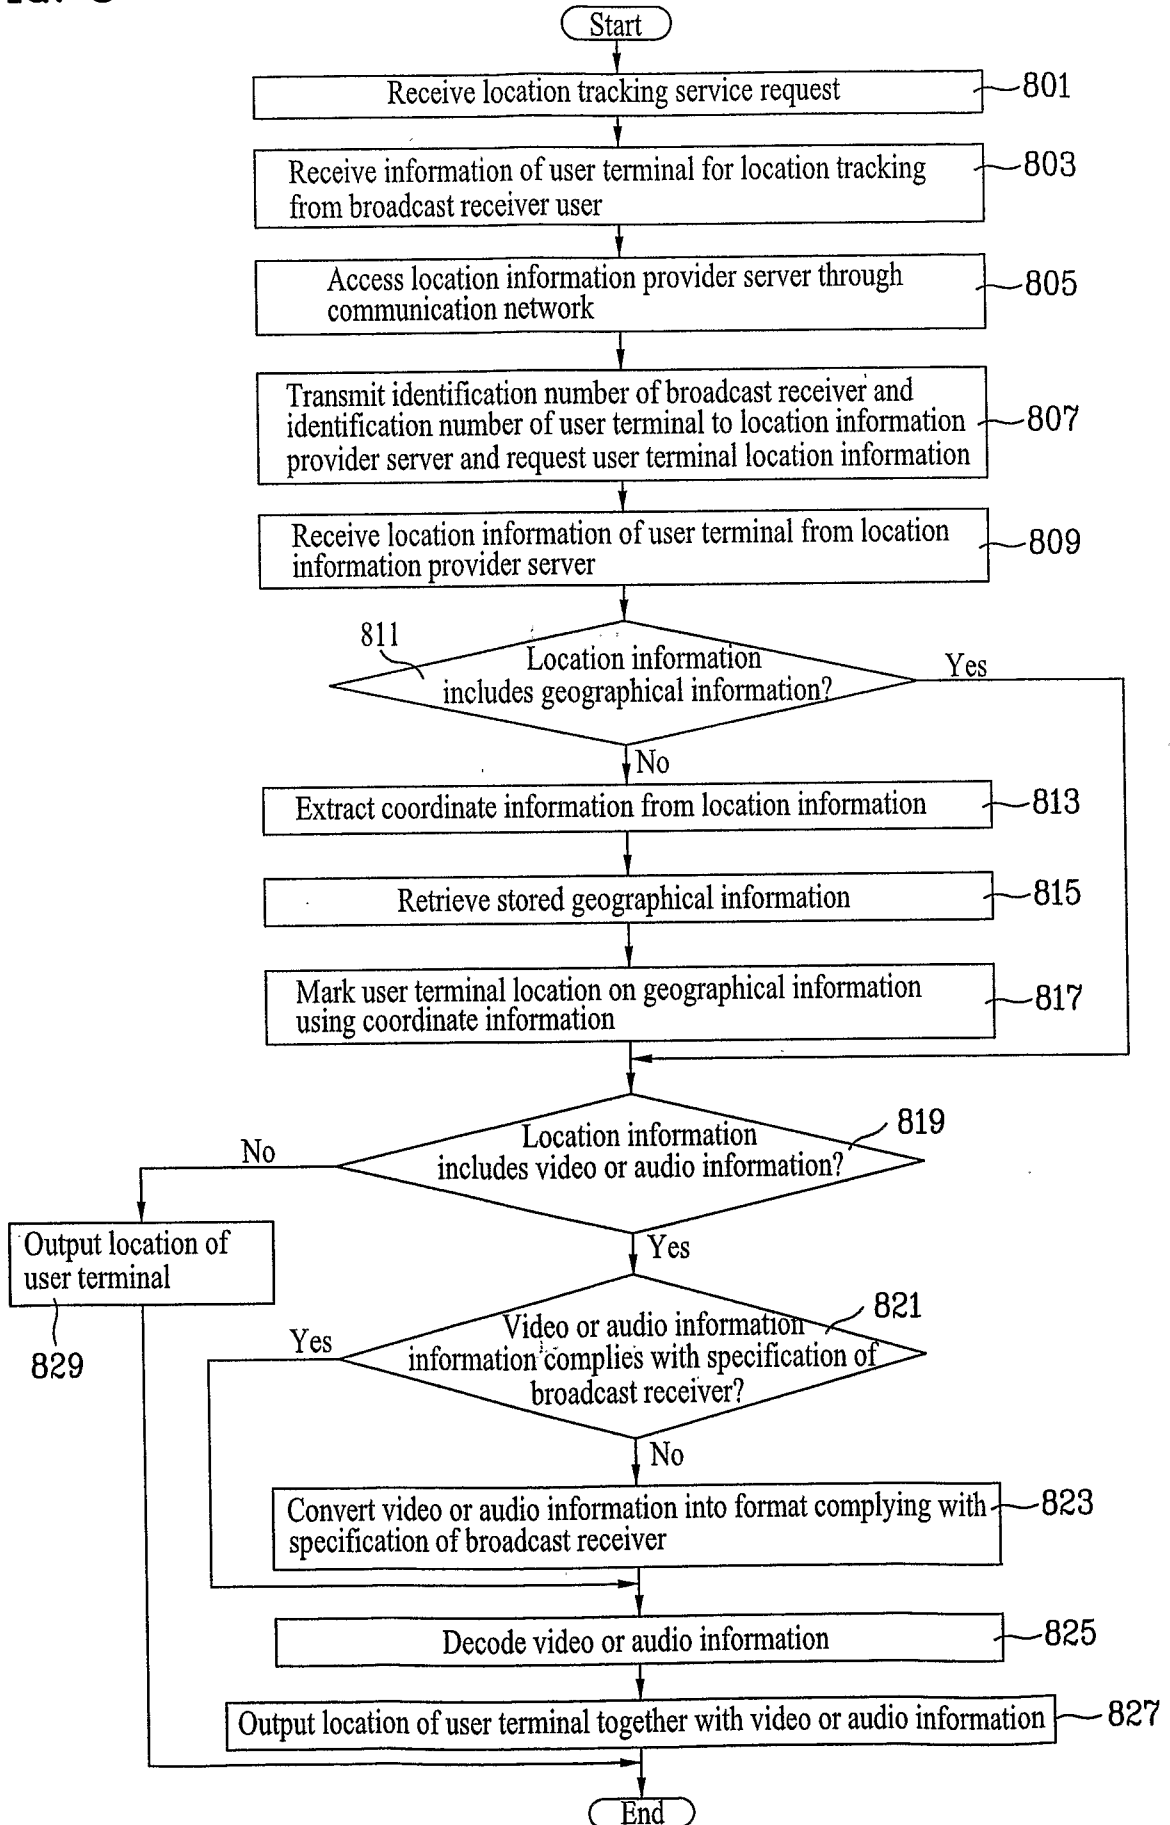 Start
Receive location tracking service request
801
Receive information of user terminal for location tracking
from broadcast receiver user
803
Access location information provider server through
communication network
805
Transmit identification number of broadcast receiver and
identification number of user terminal to location information
provider server and request user terminal location information
807
Receive location information of user terminal from location
information provider server
809
811
Location information
includes geographical information?
Yes
No
Extract coordinate information from location information
813
Retrieve stored geographical information
815
Mark user terminal location on geographical information
using coordinate information
817
Location information
includes video or audio information?
819
No
Yes
Output location of
user terminal
829
Video or audio information
information complies with specification of
broadcast receiver?
821
Yes
No
Convert video or audio information into format complying with
specification of broadcast receiver
823
Decode video or audio information
825
Output location of user terminal together with video or audio information
827
End